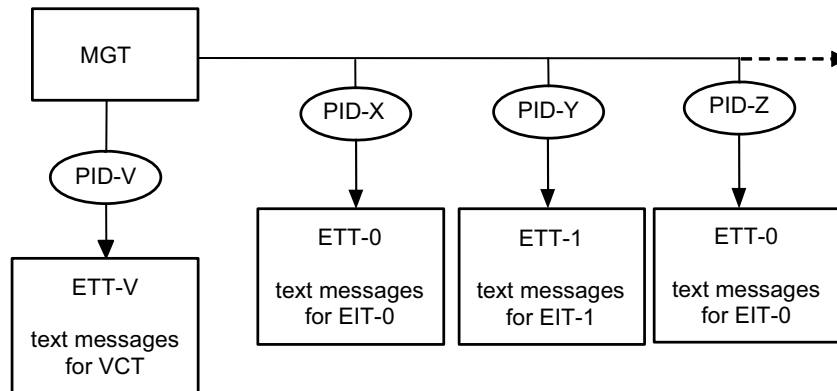 MGT
PID-X
PID-Y
PID-Z
PID-V
ETT-0
text messages
for EIT-0
ETT-1
text messages
for EIT-1
ETT-0
text messages
for EIT-0
ETT-V
text messages
for VCT